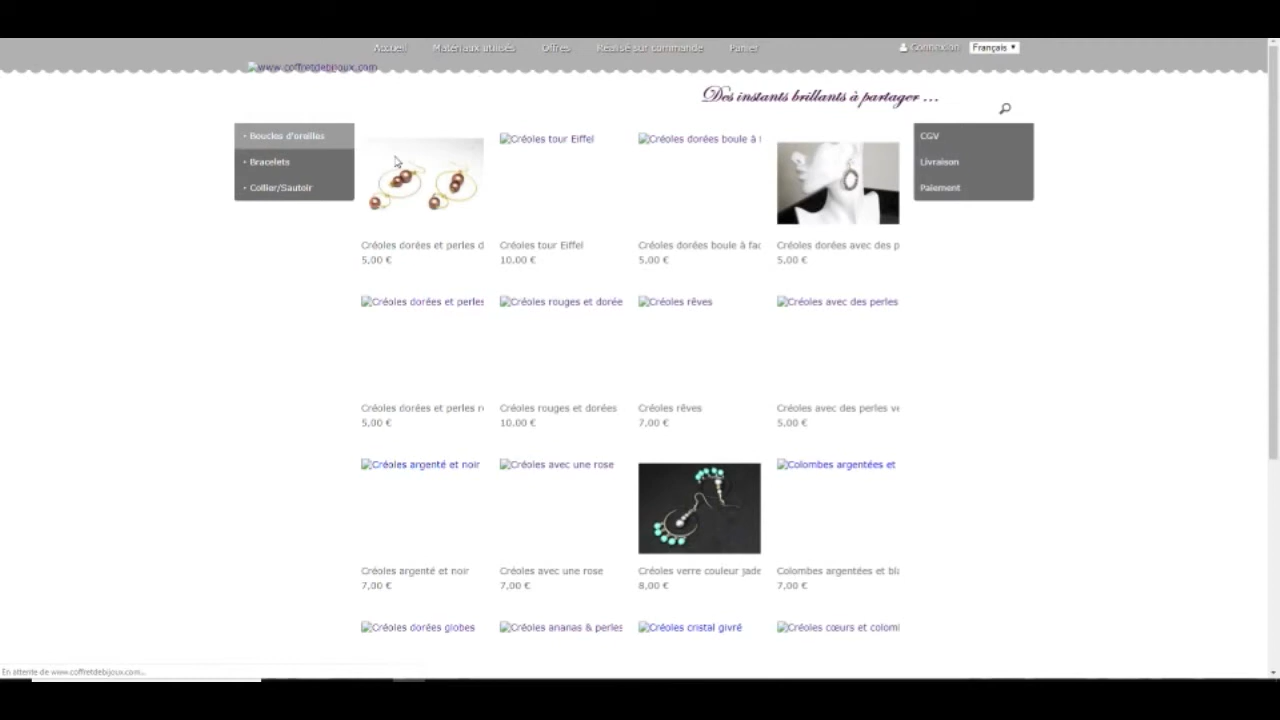 Accueil Matériaux utilisés Offres Réalisé sur commande Panier Connexion Français
www.coffretdebijoux.com
Des instants brillants à partager ...
Boucles d'oreilles
Bracelets
Collier/Sautoir
CGV
Livraison
Paiement
Créoles tour Eiffel Créoles dorées boule à
Créoles dorées et perles d Créoles tour Eiffel Créoles dorées boule à fac Créoles dorées avec des p
5,00 € 10,00 € 5,00 € 5,00 €
Créoles dorées et perles Créoles rouges et dorée Créoles rêves Créoles avec des perles
Créoles dorées et perles r Créoles rouges et dorées Créoles rêves Créoles avec des perles ve
5,00 € 10,00 € 7,00 € 5,00 €
Créoles argenté et noir Créoles avec une rose Colombes argentées et
Créoles argenté et noir Créoles avec une rose Créoles verre couleur jade Colombes argentées et bla
7,00 € 7,00 € 8,00 € 7,00 €
Créoles dorées globes Créoles ananas & perles Créoles cristal givré Créoles cœurs et colom
En attente de www.coffretdebijoux.com...